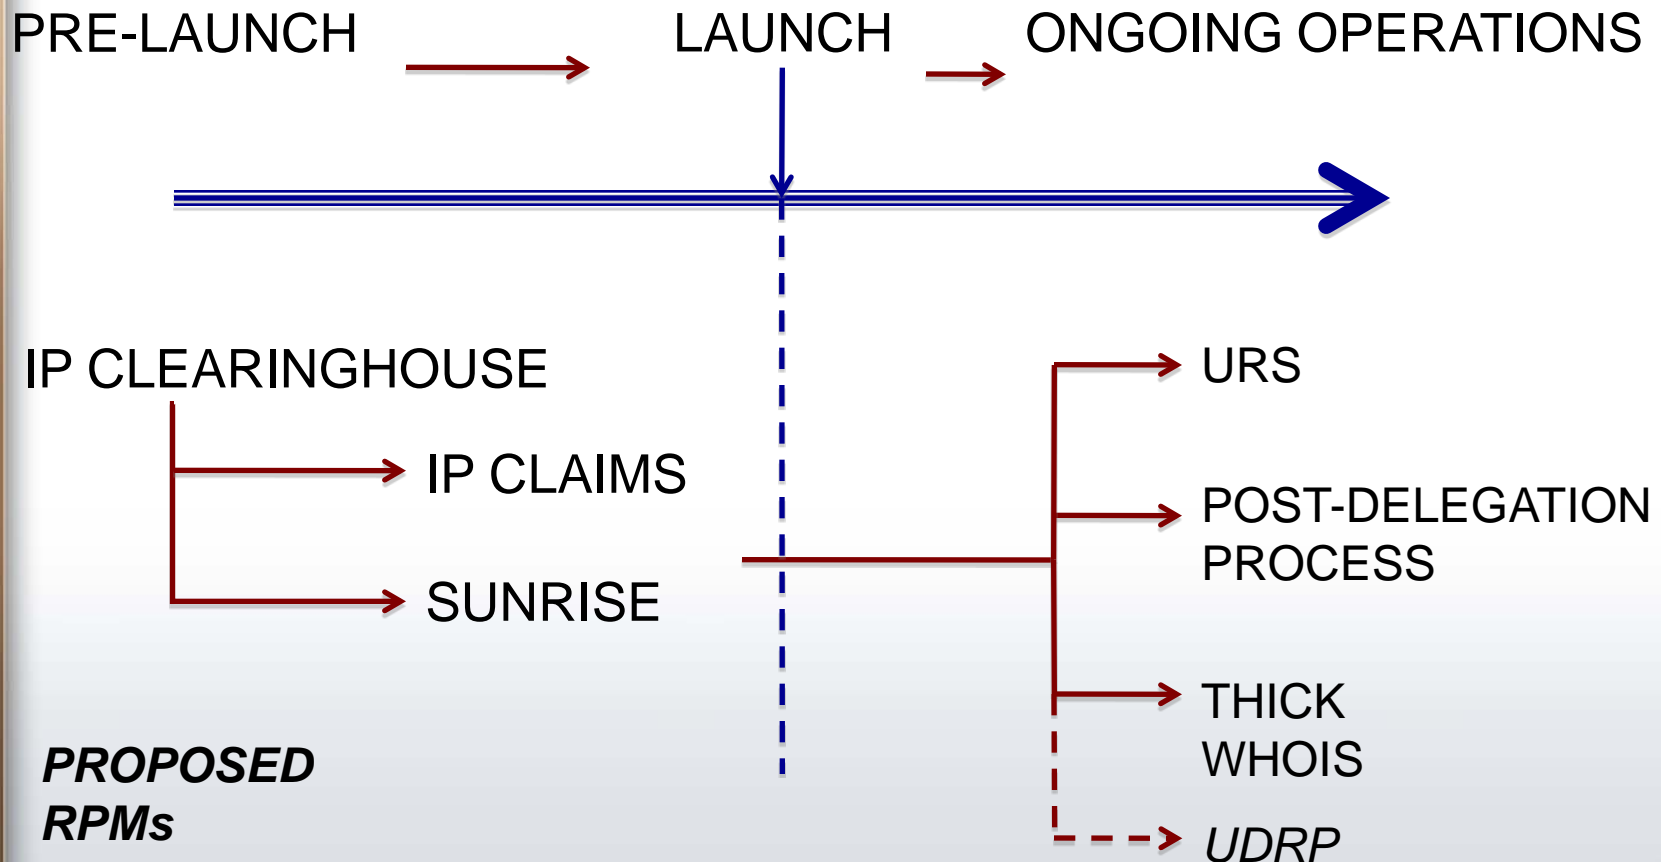 PRE-LAUNCH
LAUNCH
ONGOING OPERATIONS
IP CLEARINGHOUSE
IP CLAIMS
SUNRISE
URS
POST-DELEGATION
PROCESS
THICK
WHOIS
UDRP
PROPOSED
RPMs